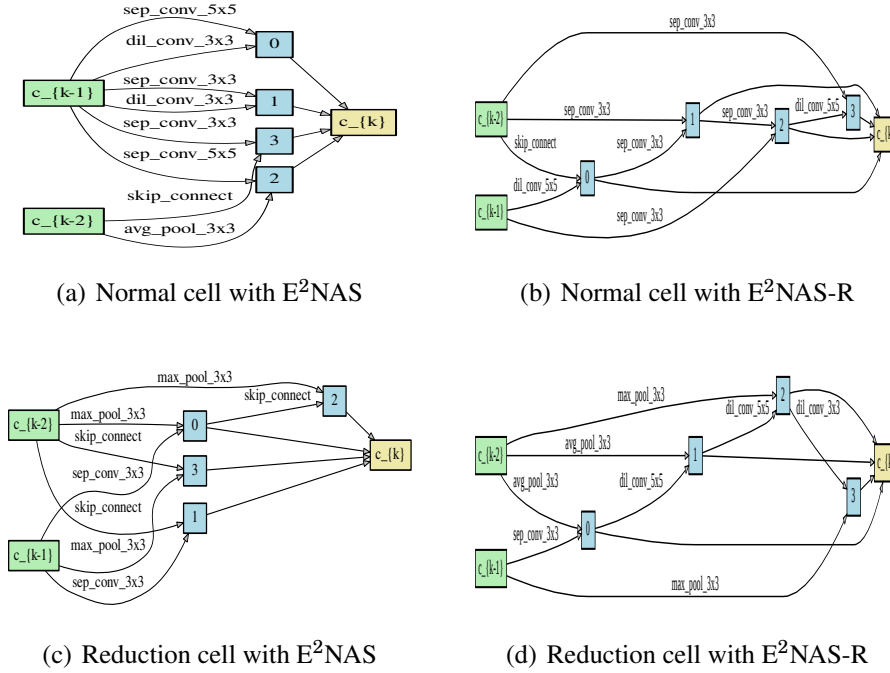 sep_conv_5x5
dil_conv_3x3
0
c_{k-1}
sep_conv_3x3
dil_conv_3x3
1
sep_conv_3x3
3
c_{k}
sep_conv_5x5
2
skip_connect
c_{k-2}
avg_pool_3x3
(a) Normal cell with E²NAS
sep_conv_3x3
c_{k-2}
sep_conv_3x3
1
sep_conv_3x3
dil_conv_5x5
3
2
c_{k
skip_connect
sep_conv_3x3
0
dil_conv_5x5
c_{k-1}
sep_conv_3x3
(b) Normal cell with E²NAS-R
max_pool_3x3
2
skip_connect
c_{k-2}
max_pool_3x3
0
skip_connect
3
c_{k}
sep_conv_3x3
skip_connect
1
c_{k-1}
max_pool_3x3
sep_conv_3x3
(c) Reduction cell with E²NAS
max_pool_3x3
2
dil_conv_5x5
dil_conv_3x3
c_{k-2}
avg_pool_3x3
1
c_{k
avg_pool_3x3
dil_conv_5x5
3
sep_conv_3x3
0
c_{k-1}
max_pool_3x3
(d) Reduction cell with E²NAS-R